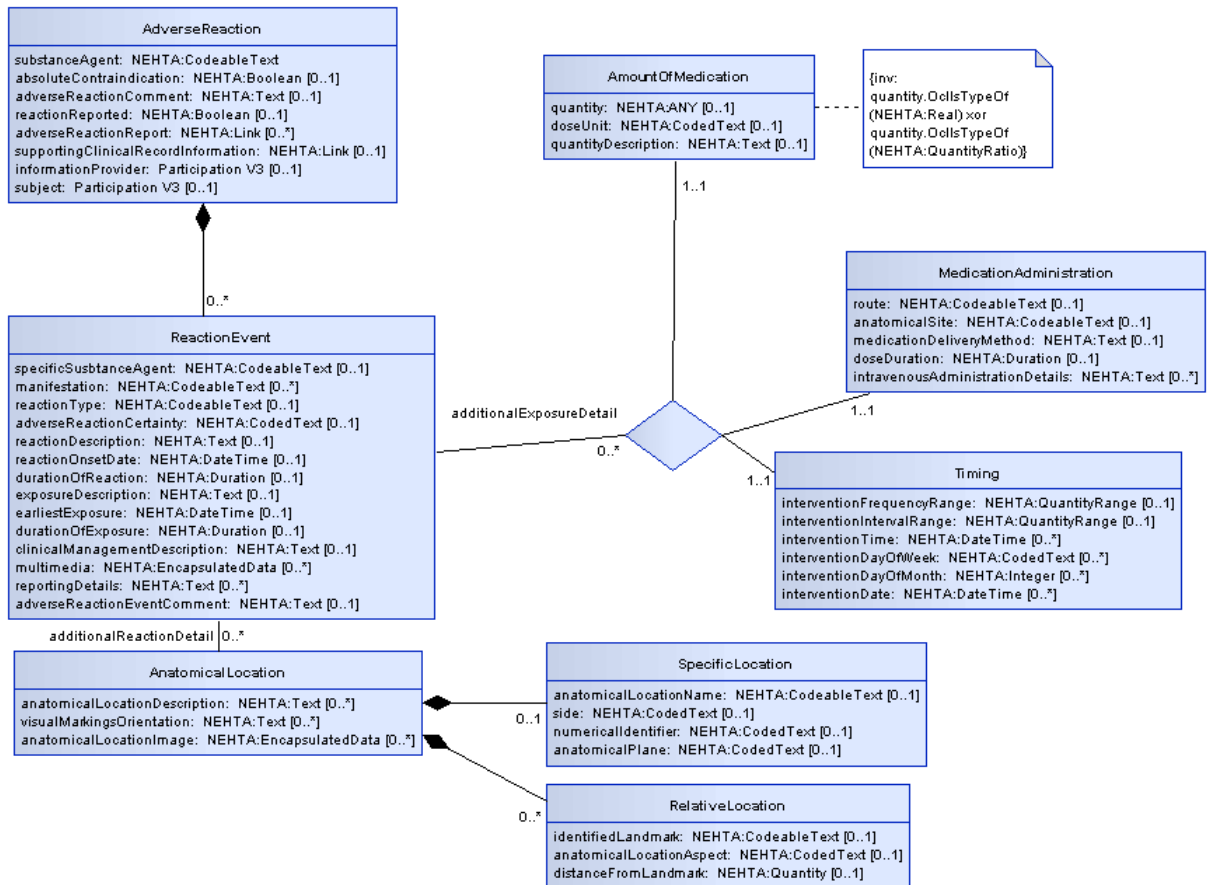 AdverseReaction
substanceAgent: NEHTA:CodeableText
absoluteContraindication: NEHTA:Boolean [0..1]
adverseReactionComment: NEHTA:Text [0..1]
reactionReported: NEHTA:Boolean [0..1]
adverseReactionReport: NEHTA:Link [0..*]
supportingClinicalRecordInformation: NEHTA:Link [0..1]
informationProvider: Participation V3 [0..1]
subject: Participation V3 [0..1]
0..*
AmountOfMedication
quantity: NEHTA:ANY [0..1]
doseUnit: NEHTA:CodedText [0..1]
quantityDescription: NEHTA:Text [0..1]
1..1
{inv:
quantity.OclIsTypeOf
(NEHTA:Real) xor
quantity.OclIsTypeOf
(NEHTA:QuantityRatio)}
MedicationAdministration
route: NEHTA:CodeableText [0..1]
anatomicalSite: NEHTA:CodeableText [0..1]
medicationDeliveryMethod: NEHTA:Text [0..1]
doseDuration: NEHTA:Duration [0..1]
intravenousAdministrationDetails: NEHTA:Text [0..*]
1..1
ReactionEvent
specificSusbtanceAgent: NEHTA:CodeableText [0..1]
manifestation: NEHTA:CodeableText [0..*]
reactionType: NEHTA:CodeableText [0..1]
adverseReactionCertainty: NEHTA:CodedText [0..1]
reactionDescription: NEHTA:Text [0..1]
reactionOnsetDate: NEHTA:DateTime [0..1]
durationOfReaction: NEHTA:Duration [0..1]
exposureDescription: NEHTA:Text [0..1]
earliestExposure: NEHTA:DateTime [0..1]
durationOfExposure: NEHTA:Duration [0..1]
clinicalManagementDescription: NEHTA:Text [0..1]
multimedia: NEHTA:EncapsulatedData [0..*]
reportingDetails: NEHTA:Text [0..*]
adverseReactionEventComment: NEHTA:Text [0..1]
additionalExposureDetail
0..*
1..1
Timing
interventionFrequencyRange: NEHTA:QuantityRange [0..1]
interventionIntervalRange: NEHTA:QuantityRange [0..1]
interventionTime: NEHTA:DateTime [0..*]
interventionDayOfWeek: NEHTA:CodedText [0..*]
interventionDayOfMonth: NEHTA:Integer [0..*]
interventionDate: NEHTA:DateTime [0..*]
additionalReactionDetail 0..*
AnatomicalLocation
anatomicalLocationDescription: NEHTA:Text [0..*]
visualMarkingsOrientation: NEHTA:Text [0..*]
anatomicalLocationImage: NEHTA:EncapsulatedData [0..*]
0..1
SpecificLocation
anatomicalLocationName: NEHTA:CodeableText [0..1]
side: NEHTA:CodedText [0..1]
numericalIdentifier: NEHTA:CodedText [0..1]
anatomicalPlane: NEHTA:CodedText [0..1]
0..*
RelativeLocation
identifiedLandmark: NEHTA:CodeableText [0..1]
anatomicalLocationAspect: NEHTA:CodedText [0..1]
distanceFromLandmark: NEHTA:Quantity [0..1]